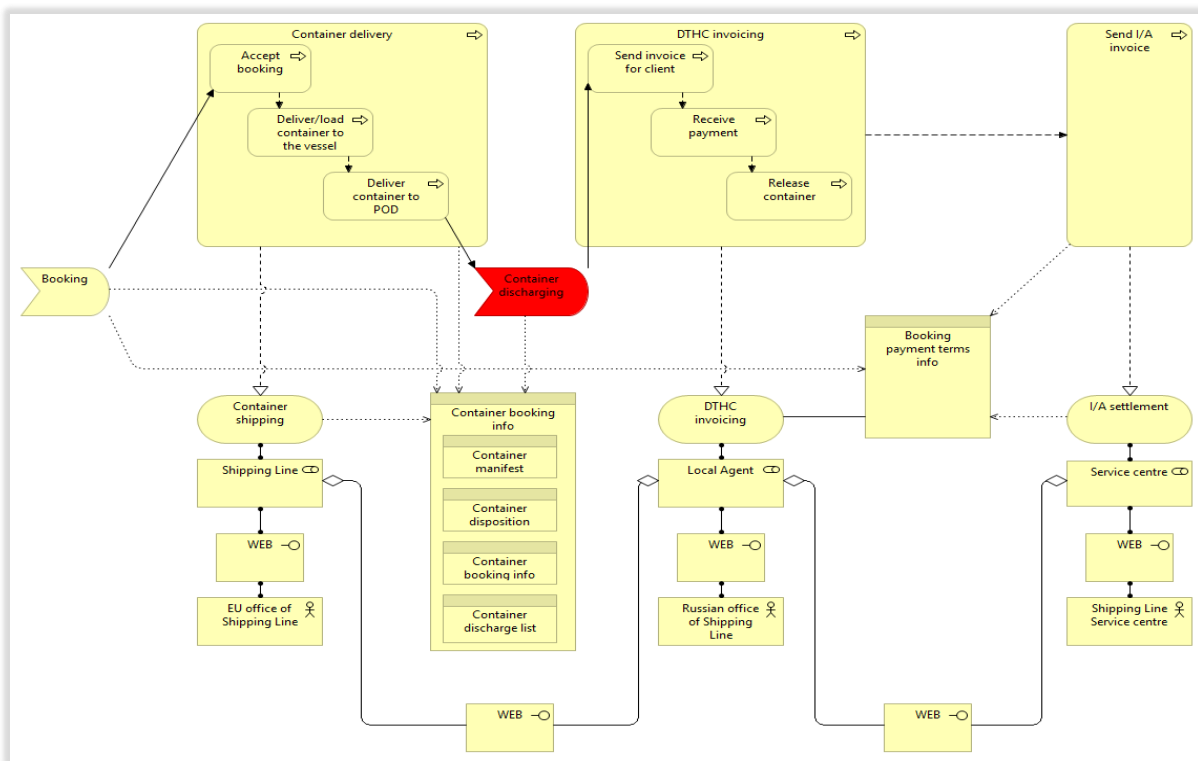 Container delivery
Accept
booking
Deliver/load
container to
the vessel
Deliver
container to
POD
DTHC invoicing
Send invoice
for client
Receive
payment
Release
container
Send I/A
invoice
Booking
Container
discharging
Booking
payment terms
info
Container
shipping
Container booking
info
Container
manifest
Container
disposition
Container
booking info
Container
discharge list
DTHC
invoicing
I/A settlement
Shipping Line
Local Agent
Service centre
WEB
WEB
WEB
EU office of
Shipping Line
Russian office
of Shipping
Line
Shipping Line
Service centre
WEB
WEB